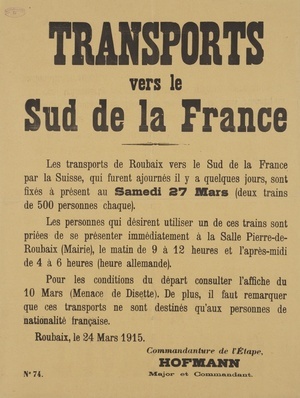 TRANSPORTS
vers le
Sud de la France
Les transports de Roubaix vers le Sud de la France
par la Suisse, qui furent ajournés il y a quelques jours, sont
fixés à présent au Samedi 27 Mars (deux trains
de 500 personnes chaque).
Les personnes qui désirent utiliser un de ces trains sont
priées de se présenter immédiatement à la Salle Pierre-de-
Roubaix (Mairie), le matin de 9 à 12 heures et l'après-midi
de 4 à 6 heures (heure allemande).
Pour les conditions du départ consulter l'affiche du
10 Mars (Menace de Disette). De plus, il faut remarquer
que ces transports ne sont destinés qu'aux personnes de
nationalité française.
Roubaix, le 24 Mars 1915.
Commandanture de l'Étape,
HOFMANN
Major et Commandant.
N° 74.